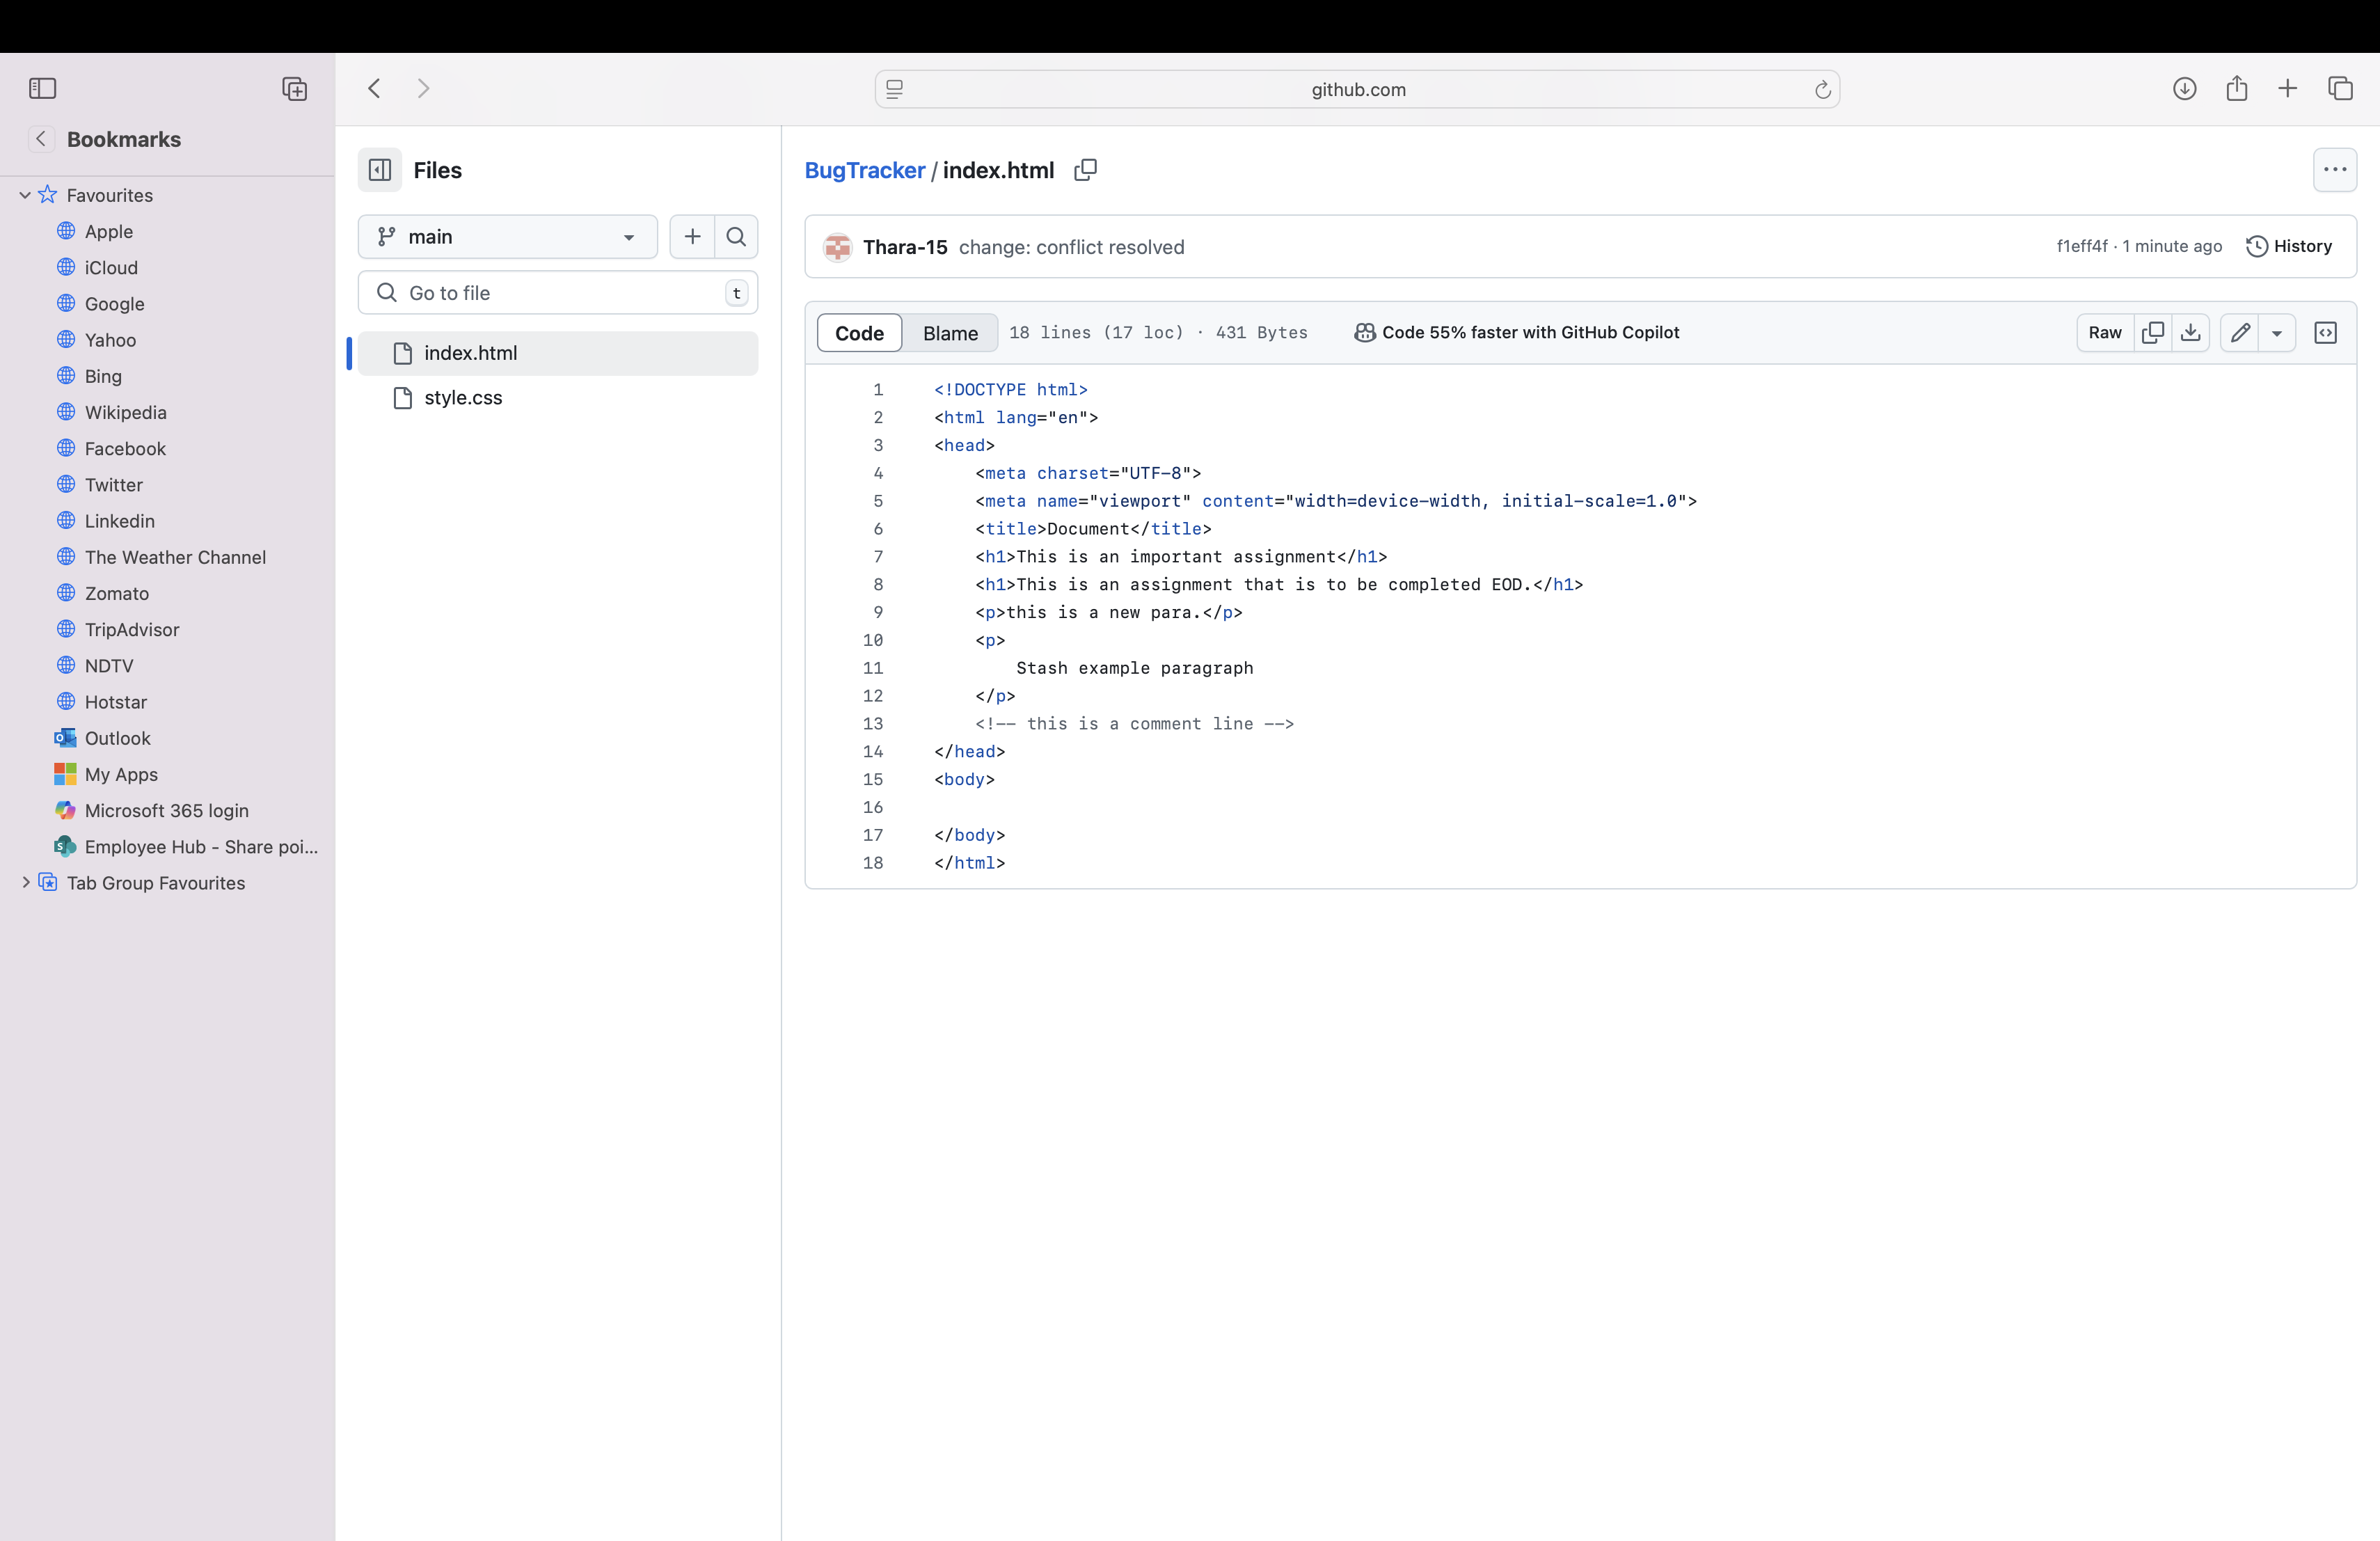 github.com
Bookmarks
Favourites
Apple
iCloud
Google
Yahoo
Bing
Wikipedia
Facebook
Twitter
Linkedin
The Weather Channel
Zomato
TripAdvisor
NDTV
Hotstar
Outlook
My Apps
Microsoft 365 login
Employee Hub - Share poi...
Tab Group Favourites
Files
main
Go to file
t
index.html
style.css
BugTracker / index.html
Thara-15 change: conflict resolved f1eff4f · 1 minute ago History
Code Blame 18 lines (17 loc) · 431 Bytes Code 55% faster with GitHub Copilot Raw
1 <!DOCTYPE html>
2 <html lang="en">
3 <head>
4     <meta charset="UTF-8">
5     <meta name="viewport" content="width=device-width, initial-scale=1.0">
6     <title>Document</title>
7     <h1>This is an important assignment</h1>
8     <h1>This is an assignment that is to be completed EOD.</h1>
9     <p>this is a new para.</p>
10     <p>
11         Stash example paragraph
12     </p>
13     <!-- this is a comment line -->
14 </head>
15 <body>
16
17 </body>
18 </html>